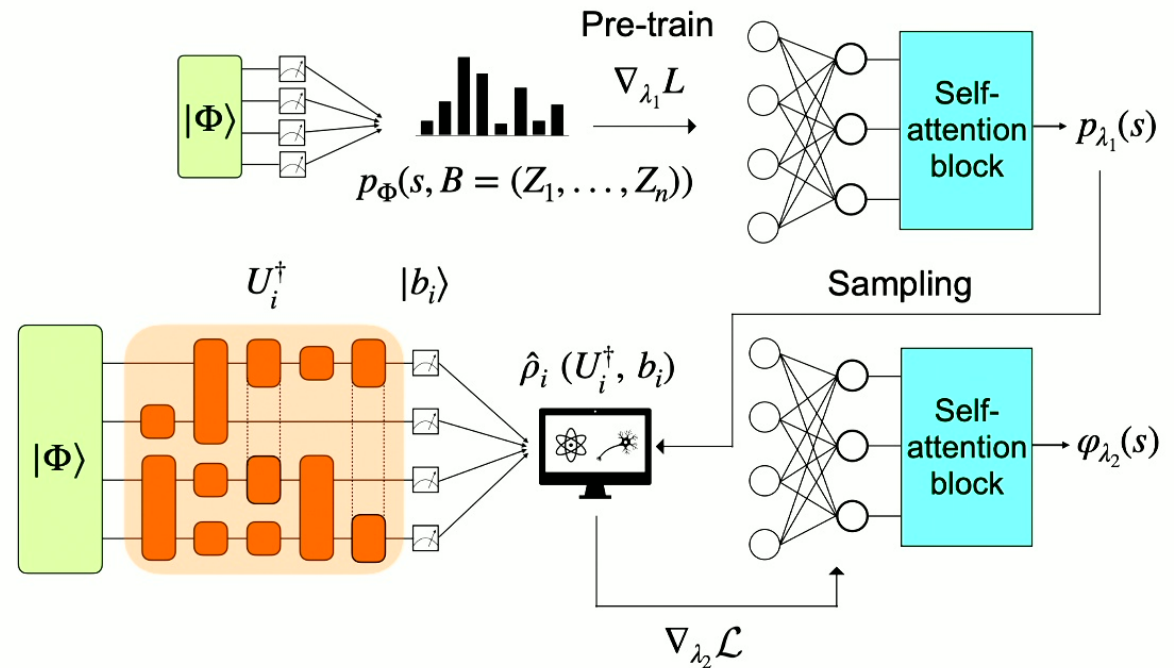 Pre-train
|Φ⟩
∇λ₁L
Self-
attention
block
pλ₁(s)
pΦ(s, B = (Z₁, . . . , Zₙ))
Uᵢ†
|bᵢ⟩
Sampling
|Φ⟩
ρ̂ᵢ (Uᵢ†, bᵢ)
Self-
attention
block
φλ₂(s)
∇λ₂ℒ